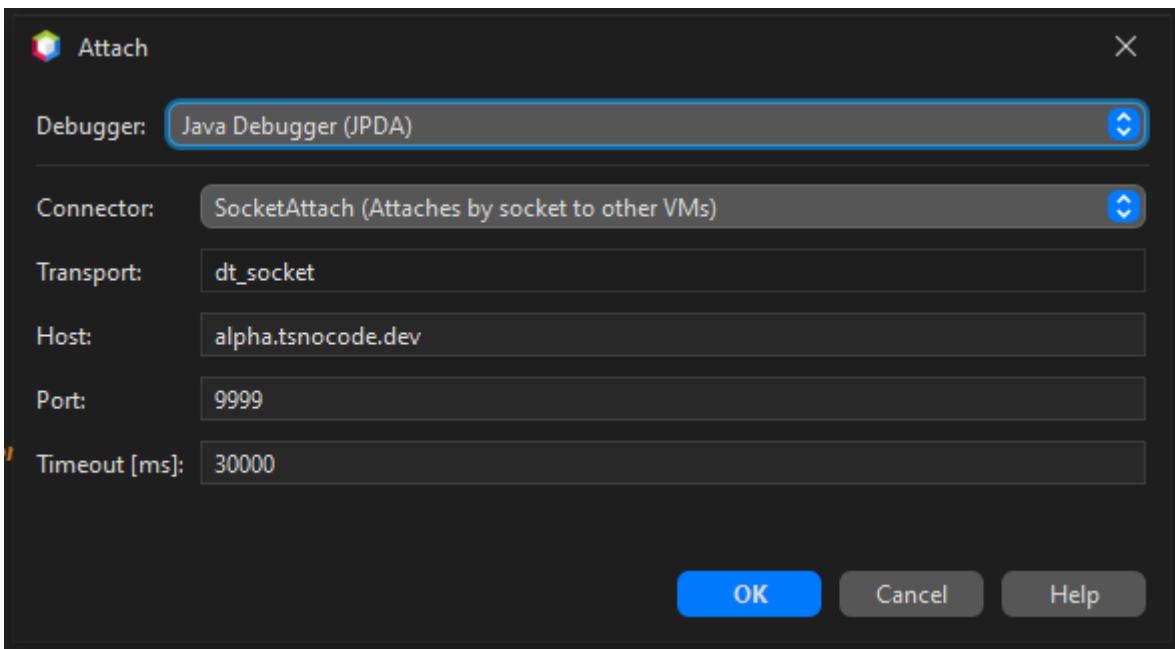 Attach
Debugger: Java Debugger (JPDA)
Connector: SocketAttach (Attaches by socket to other VMs)
Transport: dt_socket
Host: alpha.tsnocode.dev
Port: 9999
Timeout [ms]: 30000
OK Cancel Help